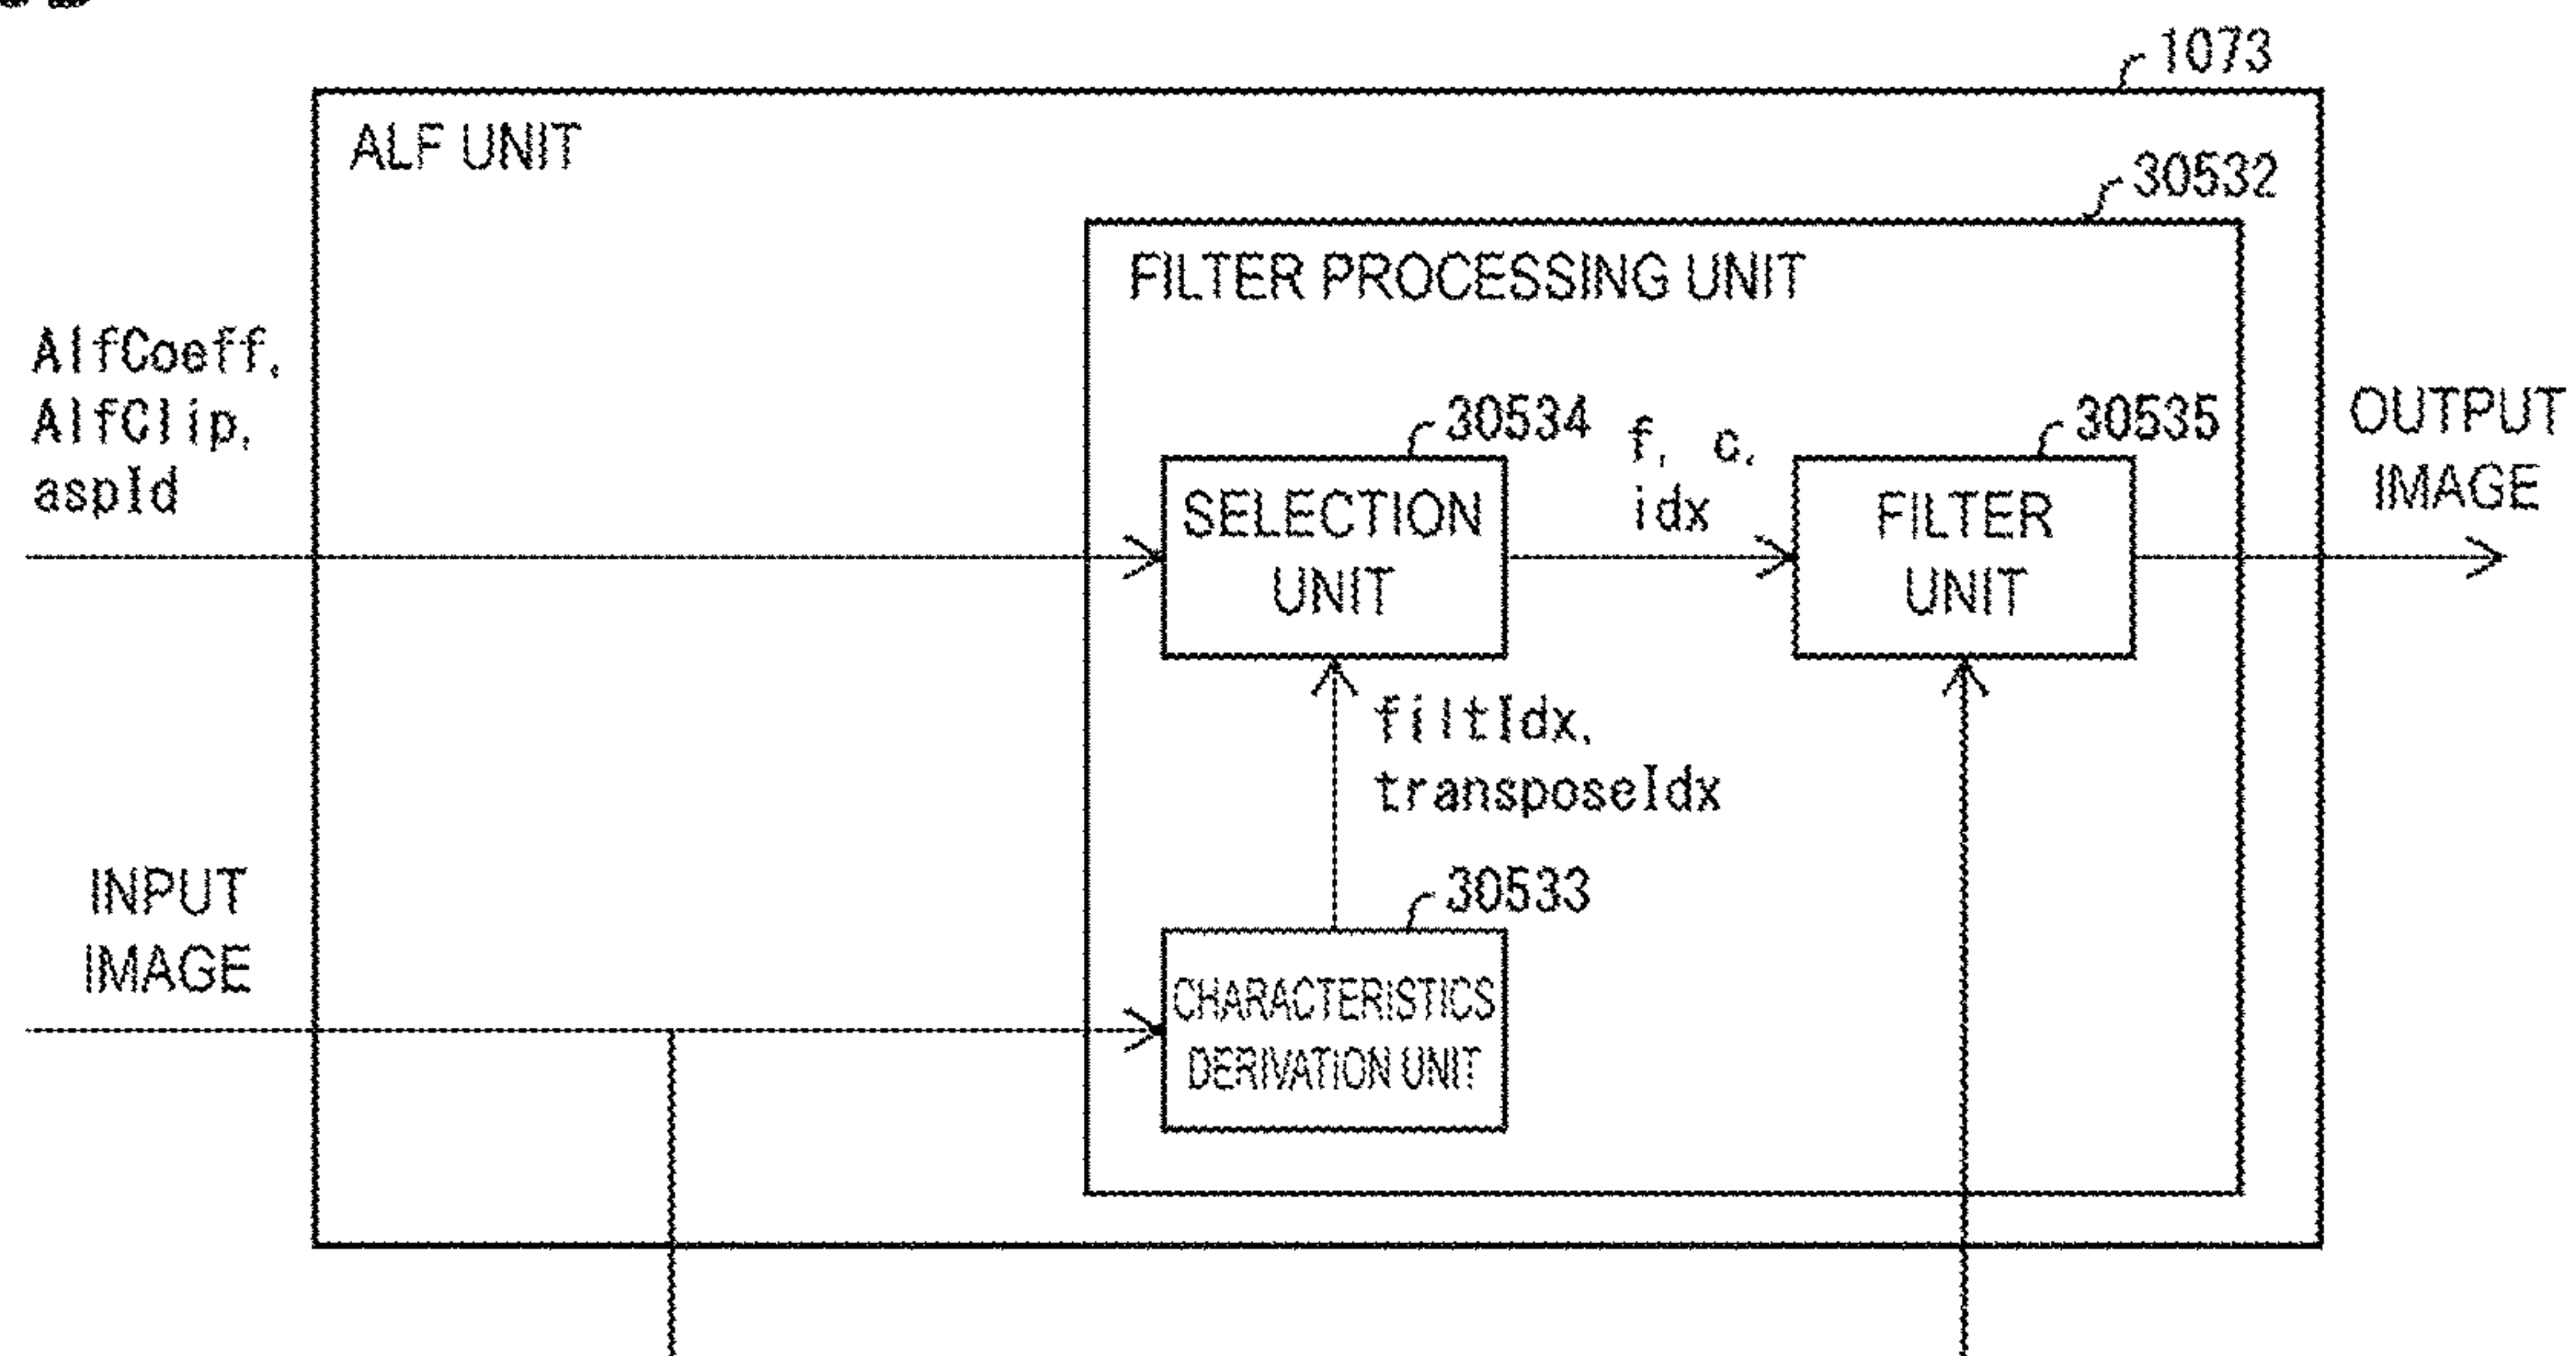 1073
ALF UNIT
30532
FILTER PROCESSING UNIT
AlfCoeff,
AlfClip,
aspId
30534
f, c,
idx
30535
OUTPUT
IMAGE
SELECTION
UNIT
FILTER
UNIT
filtIdx,
transposeIdx
INPUT
IMAGE
30533
CHARACTERISTICS
DERIVATION UNIT